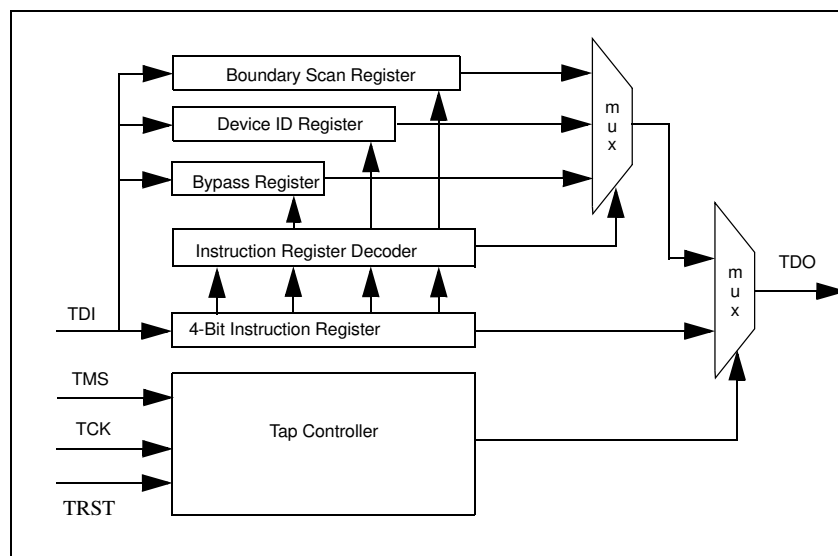 Boundary Scan Register
Device ID Register
Bypass Register
Instruction Register Decoder
4-Bit Instruction Register
Tap Controller
TDI
TMS
TCK
TRST
m
u
x
m
u
x
TDO